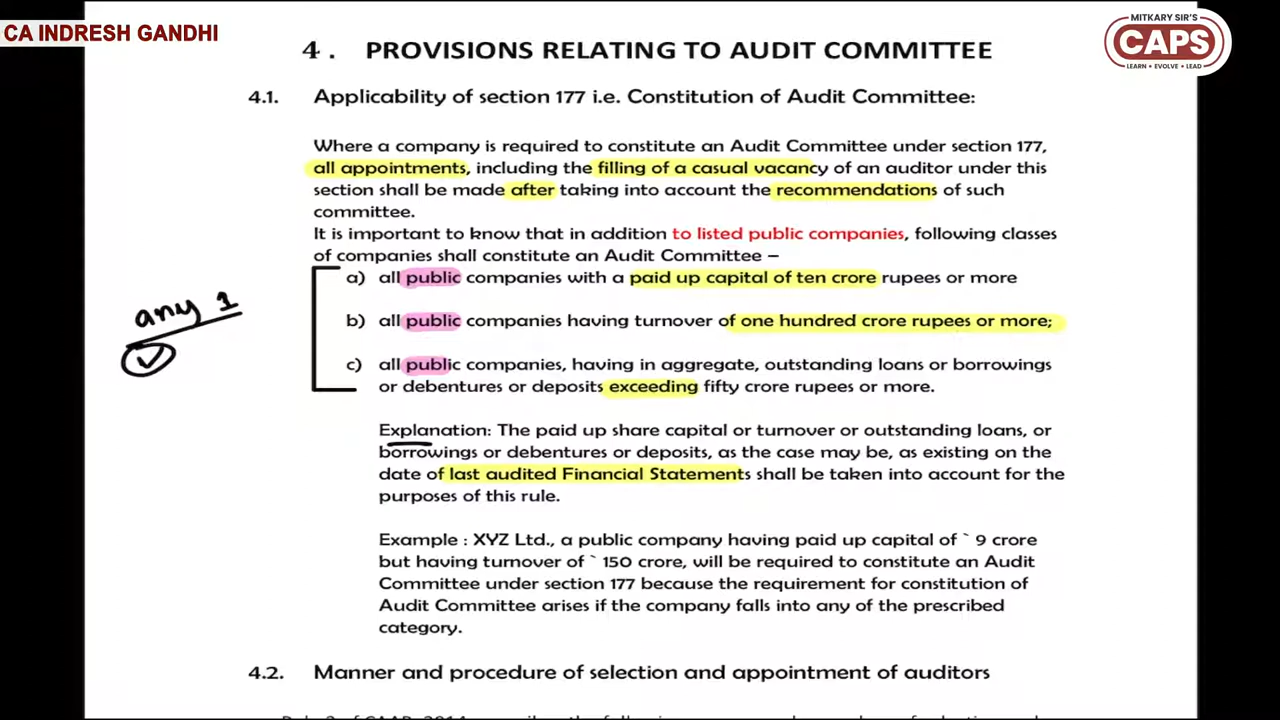 CA INDRESH GANDHI
MITKARY SIR'S
CAPS
LEARN • EVOLVE • LEAD
4 . PROVISIONS RELATING TO AUDIT COMMITTEE
4.1. Applicability of section 177 i.e. Constitution of Audit Committee:
Where a company is required to constitute an Audit Committee under section 177,
all appointments, including the filling of a casual vacancy of an auditor under this
section shall be made after taking into account the recommendations of such
committee.
It is important to know that in addition to listed public companies, following classes
of companies shall constitute an Audit Committee –
a) all public companies with a paid up capital of ten crore rupees or more
any 1
b) all public companies having turnover of one hundred crore rupees or more;
c) all public companies, having in aggregate, outstanding loans or borrowings
or debentures or deposits exceeding fifty crore rupees or more.
Explanation: The paid up share capital or turnover or outstanding loans, or
borrowings or debentures or deposits, as the case may be, as existing on the
date of last audited Financial Statements shall be taken into account for the
purposes of this rule.
Example : XYZ Ltd., a public company having paid up capital of ` 9 crore
but having turnover of ` 150 crore, will be required to constitute an Audit
Committee under section 177 because the requirement for constitution of
Audit Committee arises if the company falls into any of the prescribed
category.
4.2. Manner and procedure of selection and appointment of auditors